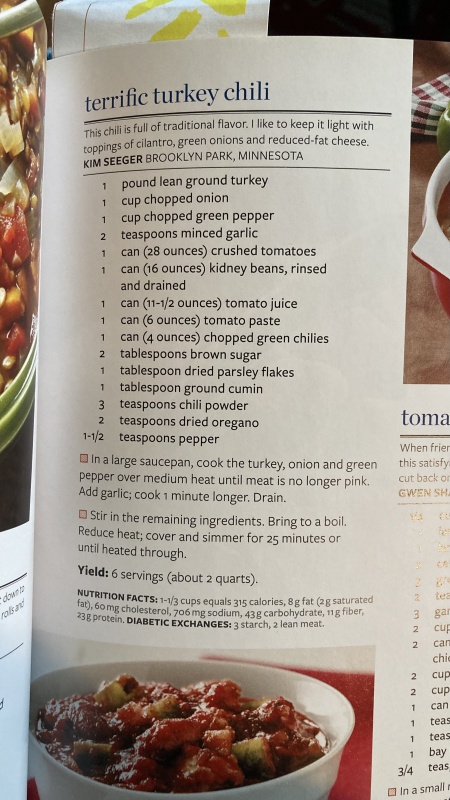 terrific turkey chili
This chili is full of traditional flavor. I like to keep it light with
toppings of cilantro, green onions and reduced-fat cheese.
KIM SEEGER BROOKLYN PARK, MINNESOTA
1 pound lean ground turkey
1 cup chopped onion
1 cup chopped green pepper
2 teaspoons minced garlic
1 can (28 ounces) crushed tomatoes
1 can (16 ounces) kidney beans, rinsed
and drained
1 can (11-1/2 ounces) tomato juice
1 can (6 ounces) tomato paste
1 can (4 ounces) chopped green chilies
2 tablespoons brown sugar
1 tablespoon dried parsley flakes
1 tablespoon ground cumin
3 teaspoons chili powder
2 teaspoons dried oregano
1-1/2 teaspoons pepper
In a large saucepan, cook the turkey, onion and green
pepper over medium heat until meat is no longer pink.
Add garlic; cook 1 minute longer. Drain.
Stir in the remaining ingredients. Bring to a boil.
Reduce heat; cover and simmer for 25 minutes or
until heated through.
Yield: 6 servings (about 2 quarts).
NUTRITION FACTS: 1-1/3 cups equals 315 calories, 8 g fat (2 g saturated
fat), 60 mg cholesterol, 706 mg sodium, 43 g carbohydrate, 11 g fiber,
23 g protein. DIABETIC EXCHANGES: 3 starch, 2 lean meat.
down to
rolls and
toma
When frien
this satisfy
cut back o
GWEN SHA
2 tea
3 gar
2 cup
2 can
chic
2 cup
2 cup
1 can
1 teas
1 teas
1 bay
3/4 teas
In a small